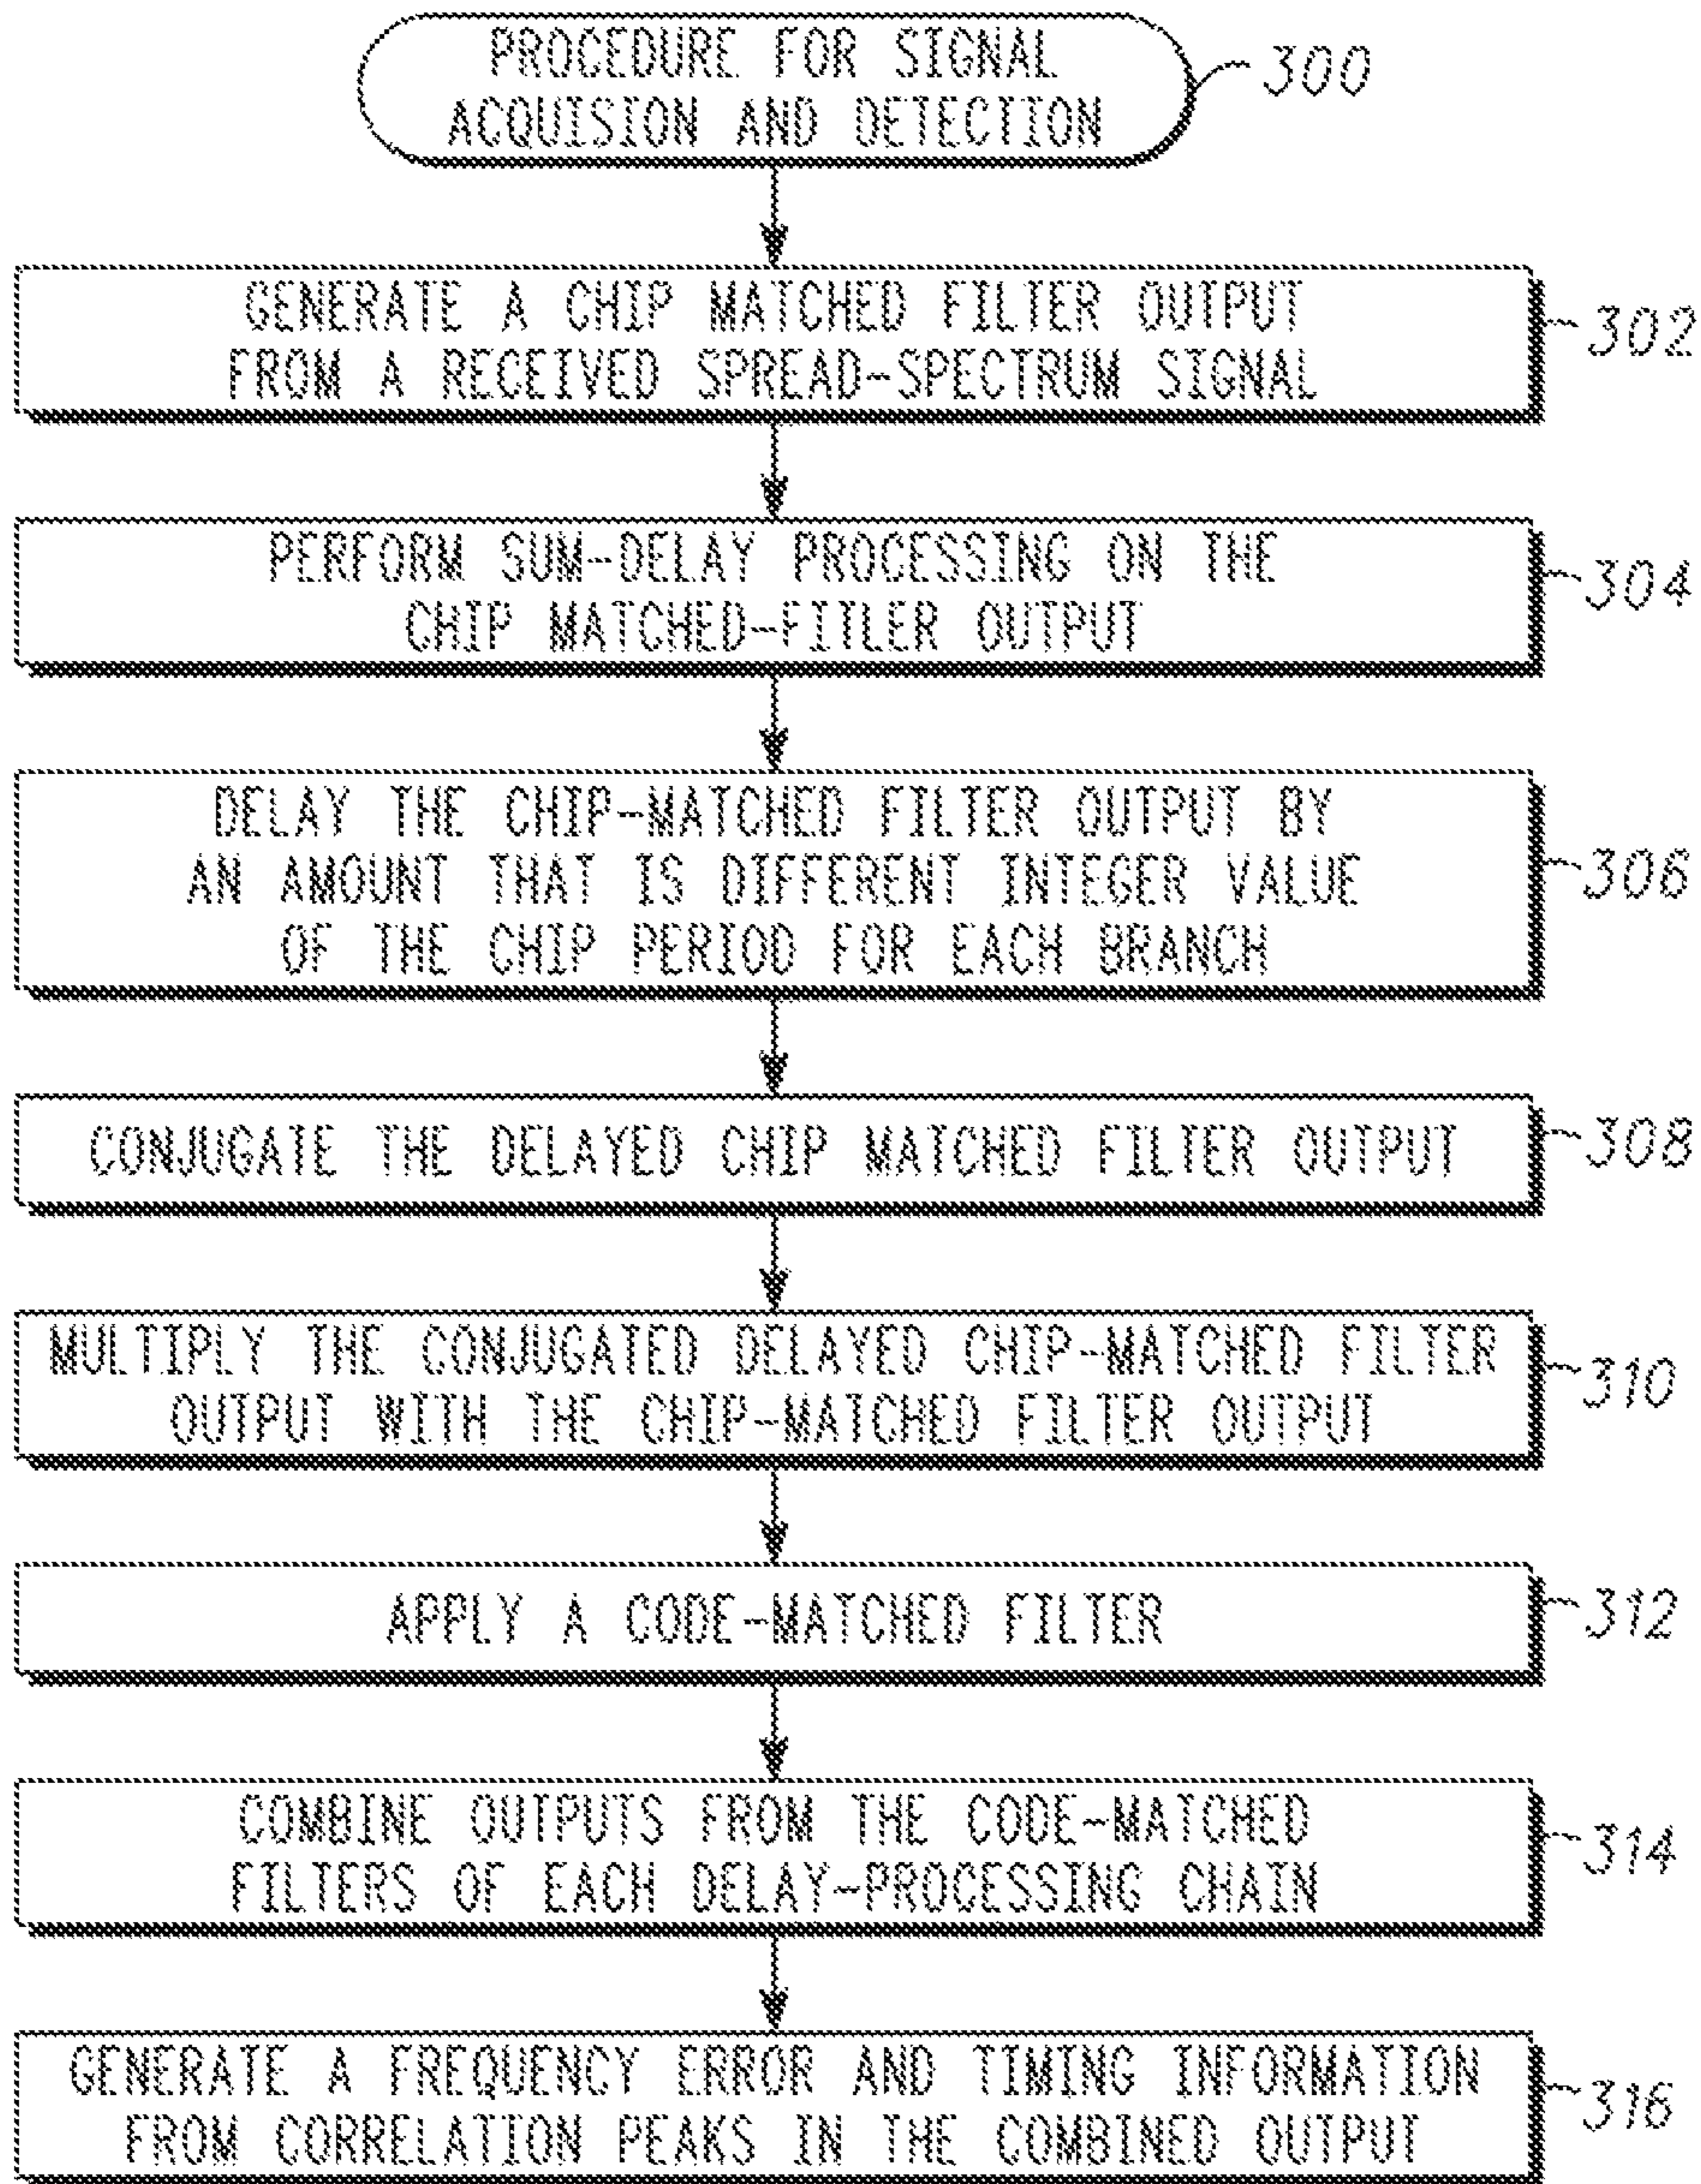 PROCEDURE FOR SIGNAL
ACQUISION AND DETECTION
300
GENERATE A CHIP MATCHED FILTER OUTPUT
FROM A RECEIVED SPREAD-SPECTRUM SIGNAL
302
PERFORM SUM-DELAY PROCESSING ON THE
CHIP MATCHED-FITLER OUTPUT
304
DELAY THE CHIP-MATCHED FILTER OUTPUT BY
AN AMOUNT THAT IS DIFFERENT INTEGER VALUE
OF THE CHIP PERIOD FOR EACH BRANCH
306
CONJUGATE THE DELAYED CHIP MATCHED FILTER OUTPUT
308
MULTIPLY THE CONJUGATED DELAYED CHIP-MATCHED FILTER
OUTPUT WITH THE CHIP-MATCHED FILTER OUTPUT
310
APPLY A CODE-MATCHED FILTER
312
COMBINE OUTPUTS FROM THE CODE-MATCHED
FILTERS OF EACH DELAY-PROCESSING CHAIN
314
GENERATE A FREQUENCY ERROR AND TIMING INFORMATION
FROM CORRELATION PEAKS IN THE COMBINED OUTPUT
316